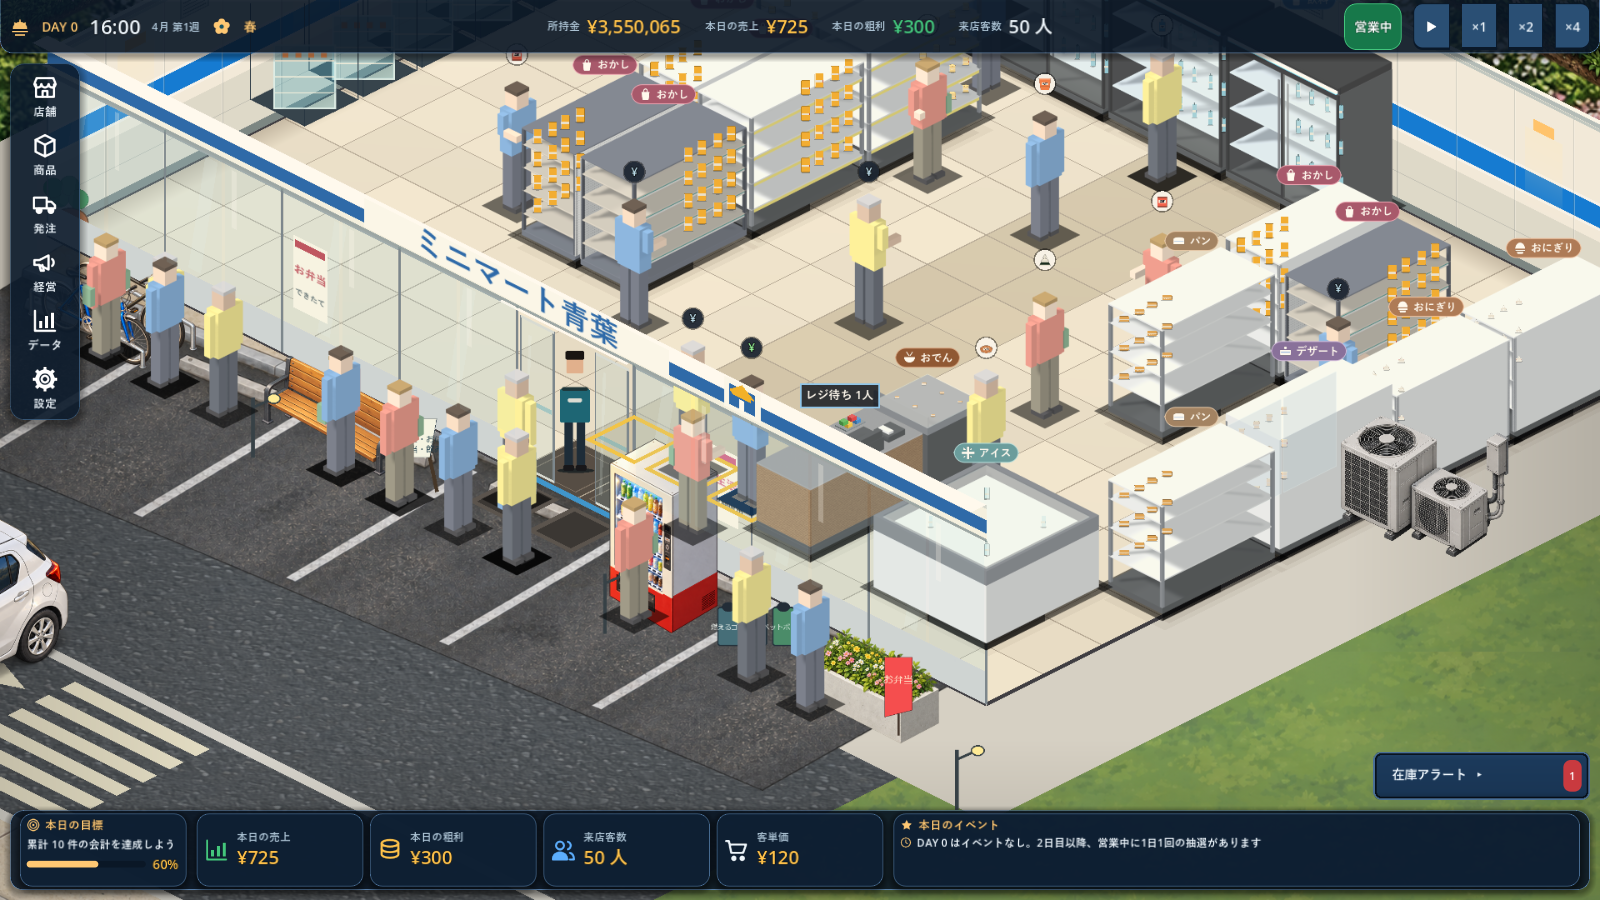 DAY 0 16:00 4月 第1週 春
所持金 ¥3,550,065 本日の売上 ¥725 本日の粗利 ¥300 来店客数 50 人
営業中 ▶ ×1 ×2 ×4
店舗
商品
発注
経営
データ
設定
おかし
おかし
おかし
おかし
パン
おにぎり
おにぎり
デザート
パン
おでん
アイス
レジ待ち 1人
ミニマート青葉
お弁当
できたて
¥
¥
¥
¥
¥
お弁当
在庫アラート ▸ 1
本日の目標
累計 10 件の会計を達成しよう
60%
本日の売上
¥725
本日の粗利
¥300
来店客数
50 人
客単価
¥120
本日のイベント
DAY 0 はイベントなし。2日目以降、営業中に1日1回の抽選があります